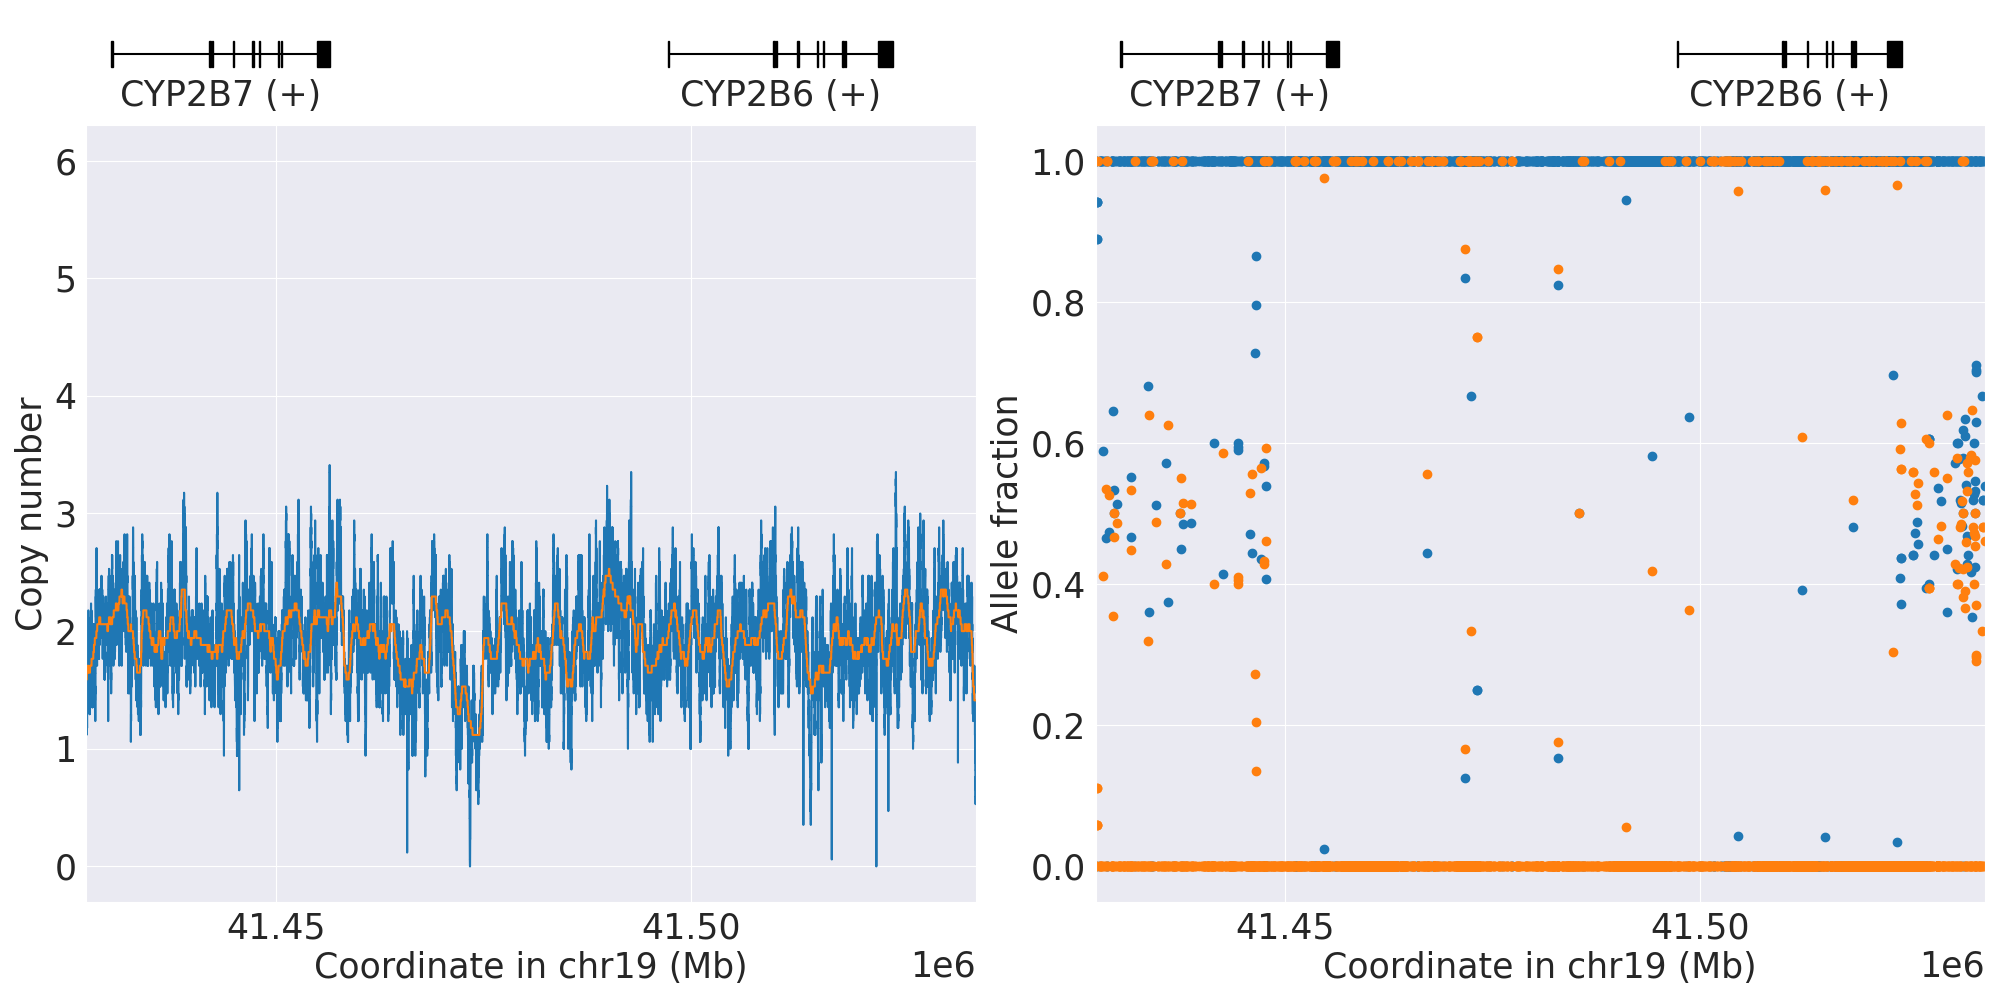 CYP2B7 (+)
CYP2B6 (+)
CYP2B7 (+)
CYP2B6 (+)
6
5
4
3
2
1
0
Copy number
41.45
41.50
Coordinate in chr19 (Mb)
1e6
1.0
0.8
0.6
0.4
0.2
0.0
Allele fraction
41.45
41.50
Coordinate in chr19 (Mb)
1e6